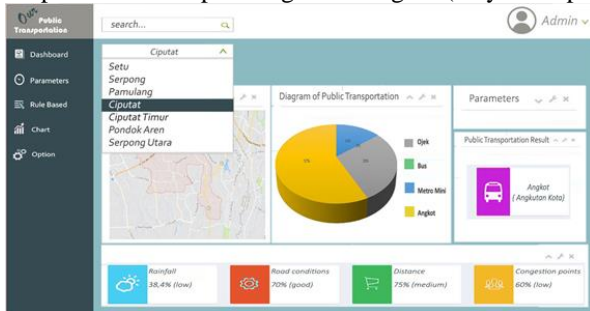 Our Public
Transportation
search...
Admin
Dashboard
Parameters
Rule Based
Chart
Option
Ciputat
Setu
Serpong
Pamulang
Ciputat
Ciputat Timur
Pondok Aren
Serpong Utara
Diagram of Public Transportation
Ojek
Bus
Metro Mini
Angkot
Parameters
Public Transportation Result
Angkot
( Angkutan Kota)
Rainfall
38,4% (low)
Road conditions
70% (good)
Distance
75% (medium)
Congestion points
60% (low)